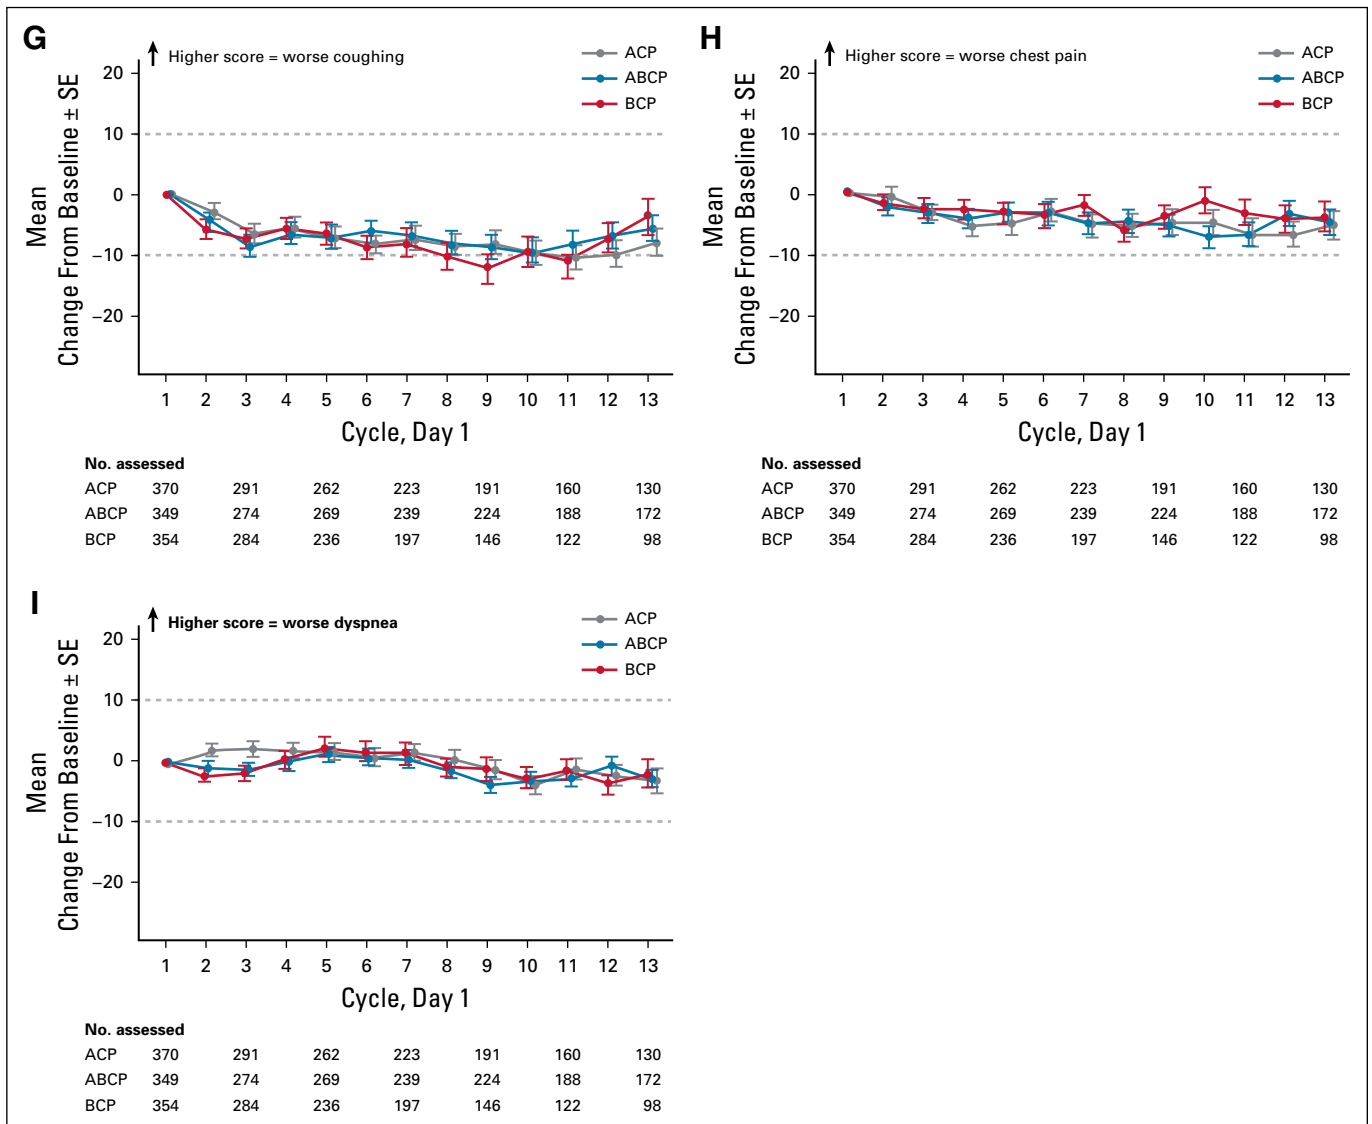 G
Higher score = worse coughing
ACP
ABCP
BCP
Mean
Change From Baseline ± SE
20
10
0
−10
−20
1 2 3 4 5 6 7 8 9 10 11 12 13
Cycle, Day 1
No. assessed
ACP 370 291 262 223 191 160 130
ABCP 349 274 269 239 224 188 172
BCP 354 284 236 197 146 122 98
H
Higher score = worse chest pain
ACP
ABCP
BCP
Mean
Change From Baseline ± SE
20
10
0
−10
−20
1 2 3 4 5 6 7 8 9 10 11 12 13
Cycle, Day 1
No. assessed
ACP 370 291 262 223 191 160 130
ABCP 349 274 269 239 224 188 172
BCP 354 284 236 197 146 122 98
I
Higher score = worse dyspnea
ACP
ABCP
BCP
Mean
Change From Baseline ± SE
20
10
0
−10
−20
1 2 3 4 5 6 7 8 9 10 11 12 13
Cycle, Day 1
No. assessed
ACP 370 291 262 223 191 160 130
ABCP 349 274 269 239 224 188 172
BCP 354 284 236 197 146 122 98